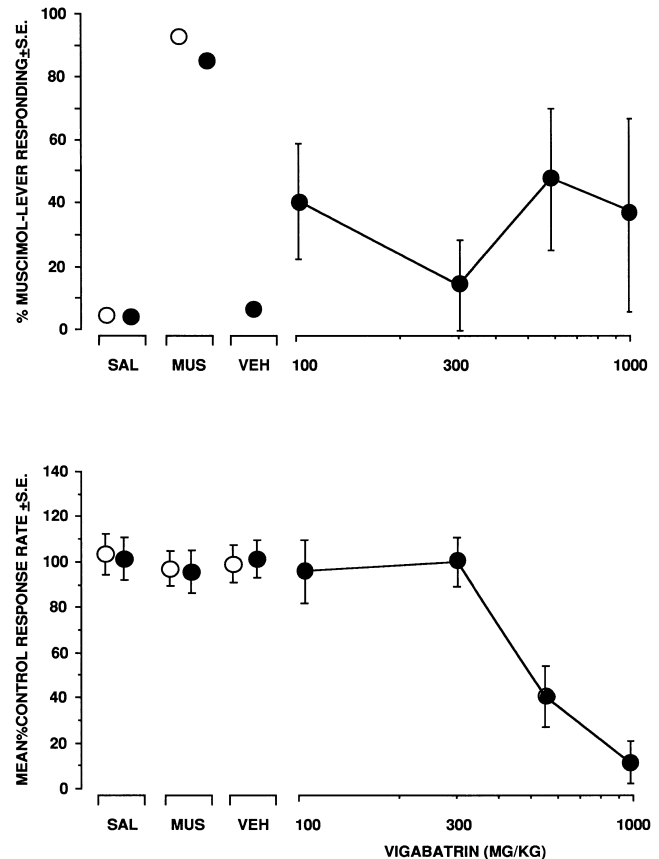 % MUSCIMOL-LEVER RESPONDING±S.E.
100
80
60
40
20
0
SAL MUS VEH 100 300 1000
MEAN%CONTROL RESPONSE RATE ±S.E.
140
120
100
80
60
40
20
0
SAL MUS VEH 100 300 1000
VIGABATRIN (MG/KG)